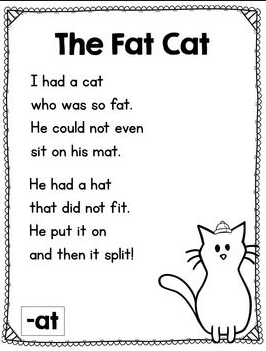 The Fat Cat
I had a cat
who was so fat.
He could not even
sit on his mat.
He had a hat
that did not fit.
He put it on
and then it split!
-at